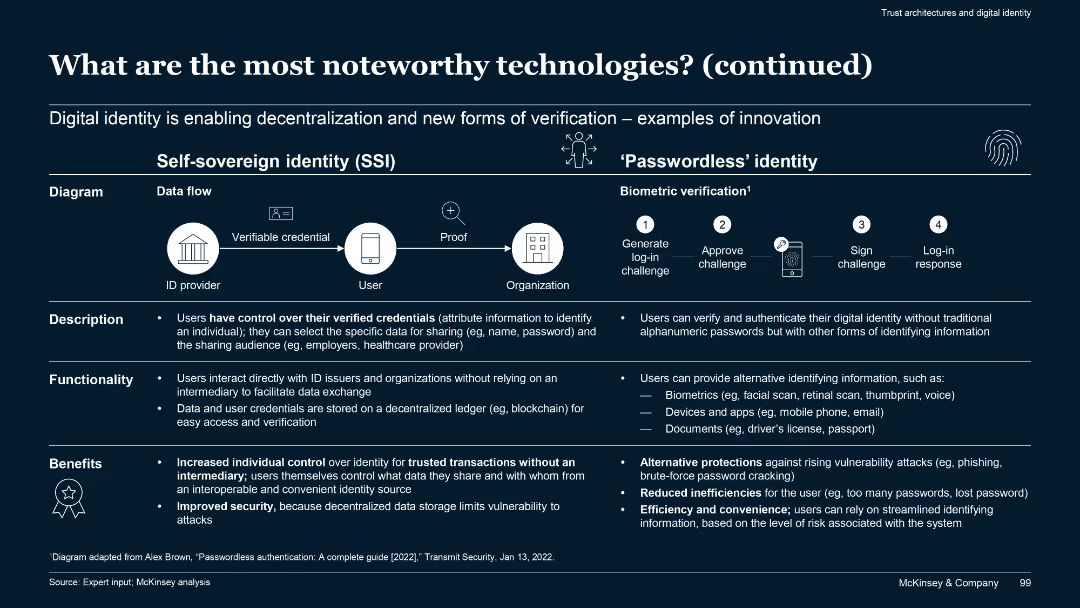 Trust architectures and digital identity
What are the most noteworthy technologies? (continued)
Digital identity is enabling decentralization and new forms of verification – examples of innovation
Self-sovereign identity (SSI)
‘Passwordless’ identity
Diagram
Data flow
Verifiable credential
Proof
ID provider
User
Organization
Biometric verification¹
1
Generate
log-in
challenge
2
Approve
challenge
3
Sign
challenge
4
Log-in
response
Description
• Users have control over their verified credentials (attribute information to identify
an individual); they can select the specific data for sharing (eg, name, password) and
the sharing audience (eg, employers, healthcare provider)
• Users can verify and authenticate their digital identity without traditional
alphanumeric passwords but with other forms of identifying information
Functionality
• Users interact directly with ID issuers and organizations without relying on an
intermediary to facilitate data exchange
• Data and user credentials are stored on a decentralized ledger (eg, blockchain) for
easy access and verification
• Users can provide alternative identifying information, such as:
— Biometrics (eg, facial scan, retinal scan, thumbprint, voice)
— Devices and apps (eg, mobile phone, email)
— Documents (eg, driver’s license, passport)
Benefits
• Increased individual control over identity for trusted transactions without an
intermediary; users themselves control what data they share and with whom from
an interoperable and convenient identity source
• Improved security, because decentralized data storage limits vulnerability to
attacks
• Alternative protections against rising vulnerability attacks (eg, phishing,
brute-force password cracking)
• Reduced inefficiencies for the user (eg, too many passwords, lost password)
• Efficiency and convenience; users can rely on streamlined identifying
information, based on the level of risk associated with the system
¹Diagram adapted from Alex Brown, “Passwordless authentication: A complete guide [2022],” Transmit Security, Jan 13, 2022.
Source: Expert input; McKinsey analysis
McKinsey & Company 99